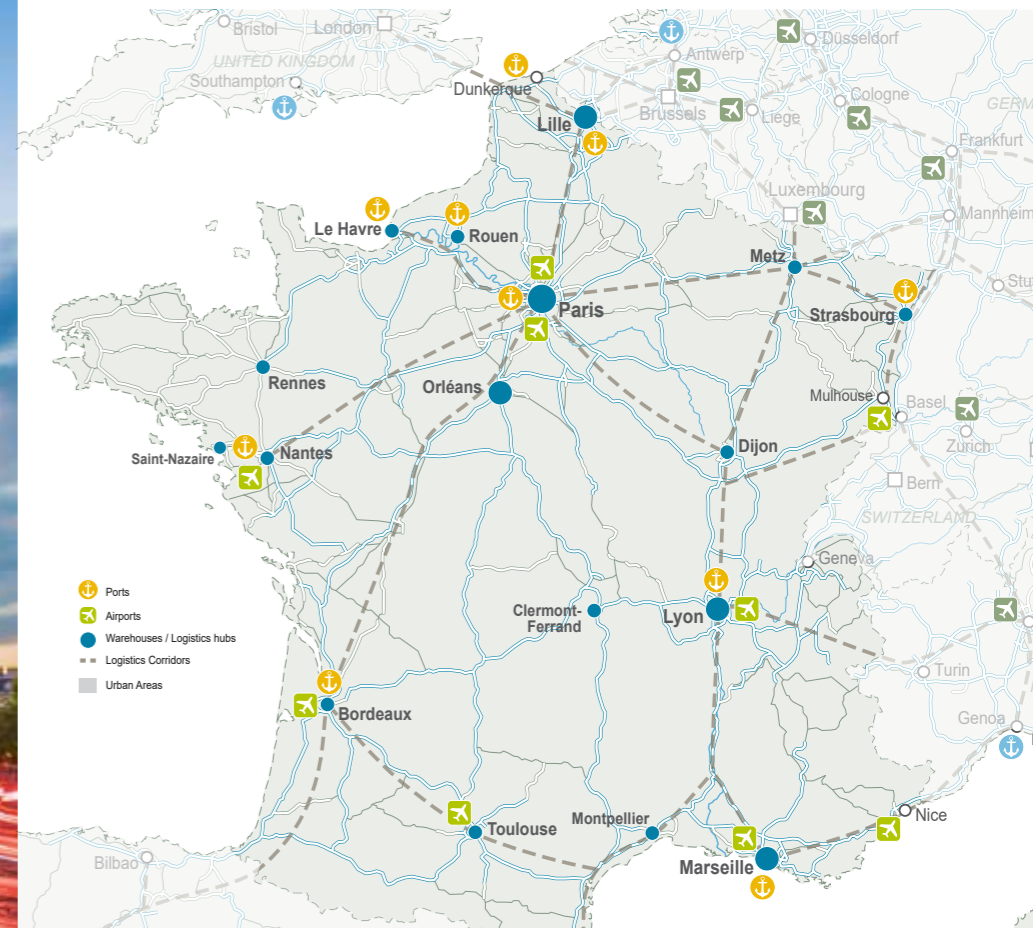 Bristol
London
Düsseldorf
UNITED KINGDOM
Antwerp
Southampton
Dunkerque
Cologne
GERM
Brussels
Liege
Lille
Frankfurt
Luxembourg
Mannheim
Le Havre
Rouen
Metz
Stu
Paris
Strasbourg
Rennes
Orléans
Mulhouse
Basel
Zurich
Saint-Nazaire
Nantes
Dijon
Bern
SWITZERLAND
Geneva
Ports
Airports
Warehouses / Logistics hubs
Logistics Corridors
Urban Areas
Clermont-
Ferrand
Lyon
Turin
Bordeaux
Genoa
Toulouse
Montpellier
Nice
Bilbao
Marseille